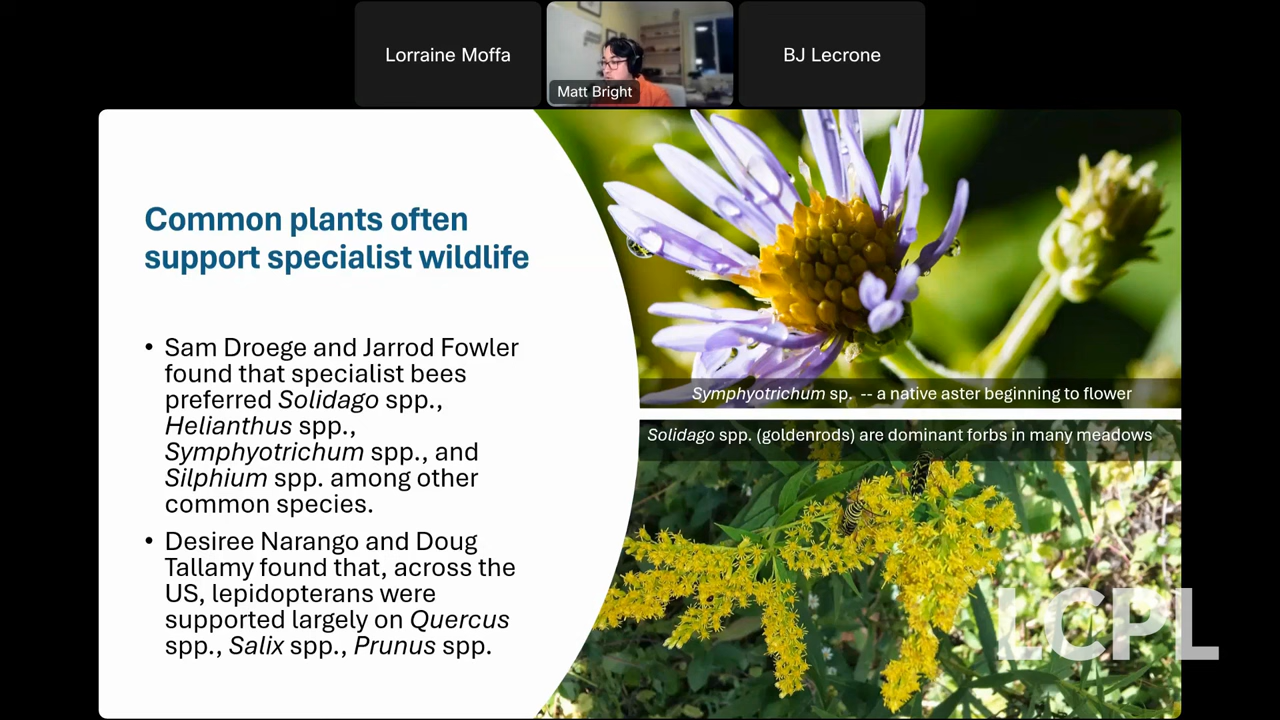 Lorraine Moffa
Matt Bright
BJ Lecrone
Common plants often
support specialist wildlife
• Sam Droege and Jarrod Fowler
found that specialist bees
preferred Solidago spp.,
Helianthus spp.,
Symphyotrichum spp., and
Silphium spp. among other
common species.
• Desiree Narango and Doug
Tallamy found that, across the
US, lepidopterans were
supported largely on Quercus
spp., Salix spp., Prunus spp.
Symphyotrichum sp. -- a native aster beginning to flower
Solidago spp. (goldenrods) are dominant forbs in many meadows
LCPL